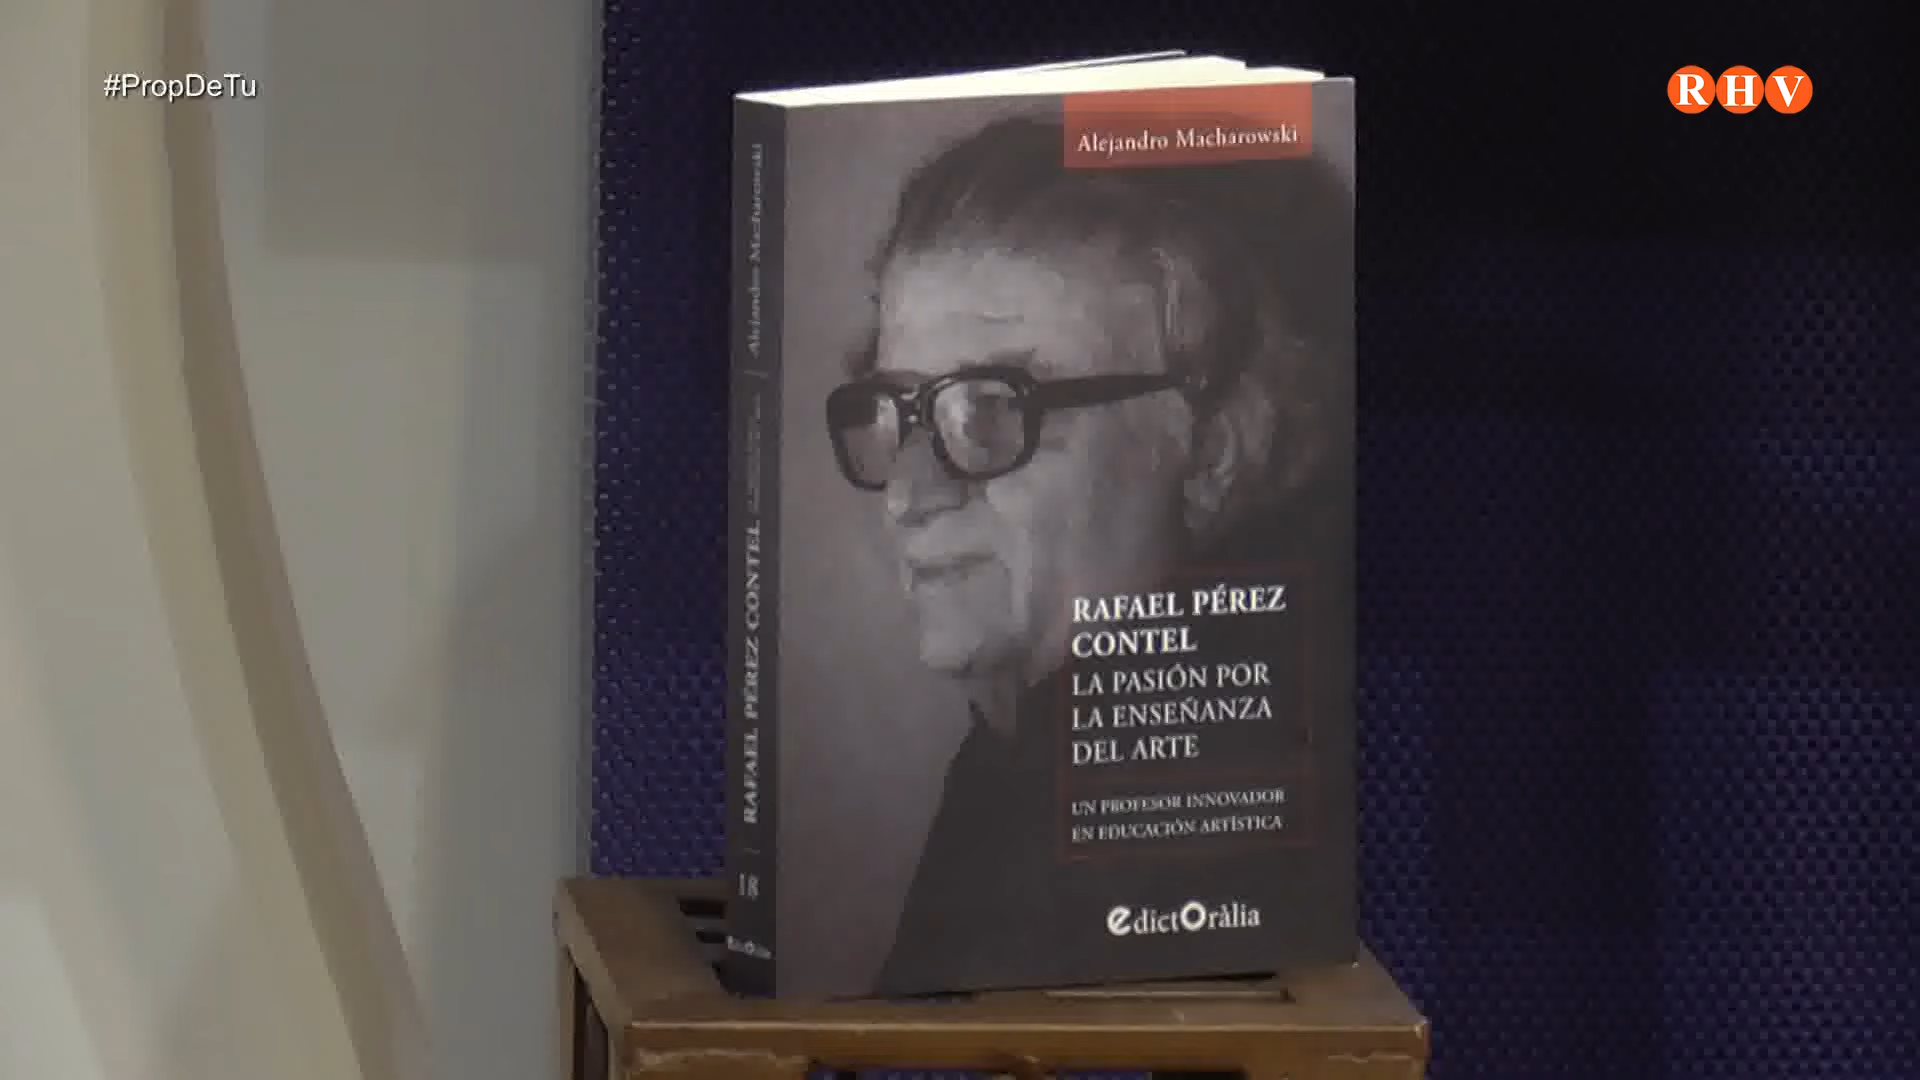 #PropDeTu
RHV
Alejandro Macharowski
RAFAEL PÉREZ
CONTEL
LA PASIÓN POR
LA ENSEÑANZA
DEL ARTE
UN PROFESOR INNOVADOR
EN EDUCACIÓN ARTÍSTICA
edictOràlia
Alejandro Macharowski
RAFAEL PÉREZ CONTEL
18